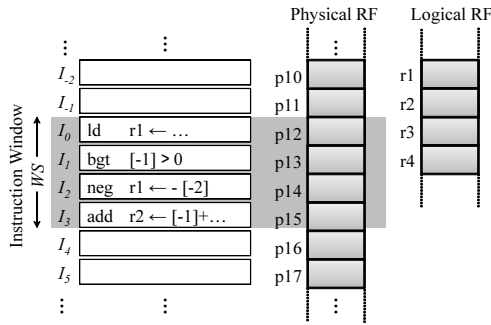 Physical RF
Logical RF
I-2
I-1
I0 ld r1 ← ...
I1 bgt [-1] > 0
I2 neg r1 ← - [-2]
I3 add r2 ← [-1]+...
I4
I5
Instruction Window
WS
p10
p11
p12
p13
p14
p15
p16
p17
r1
r2
r3
r4